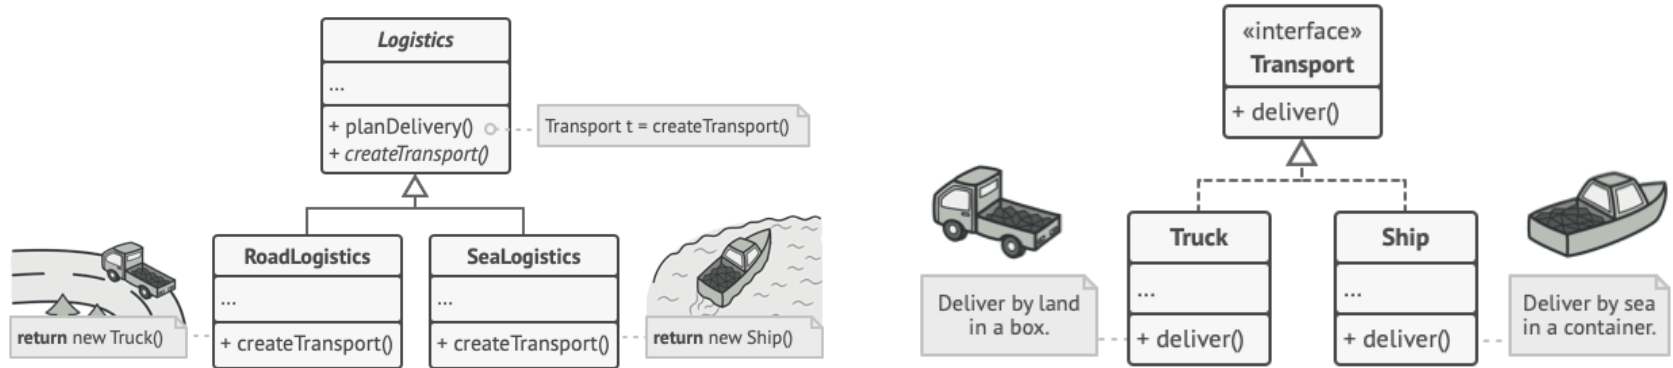 Logistics
...
+ planDelivery()
+ createTransport()
Transport t = createTransport()
RoadLogistics
...
+ createTransport()
return new Truck()
SeaLogistics
...
+ createTransport()
return new Ship()
«interface»
Transport
+ deliver()
Truck
...
+ deliver()
Deliver by land
in a box.
Ship
...
+ deliver()
Deliver by sea
in a container.